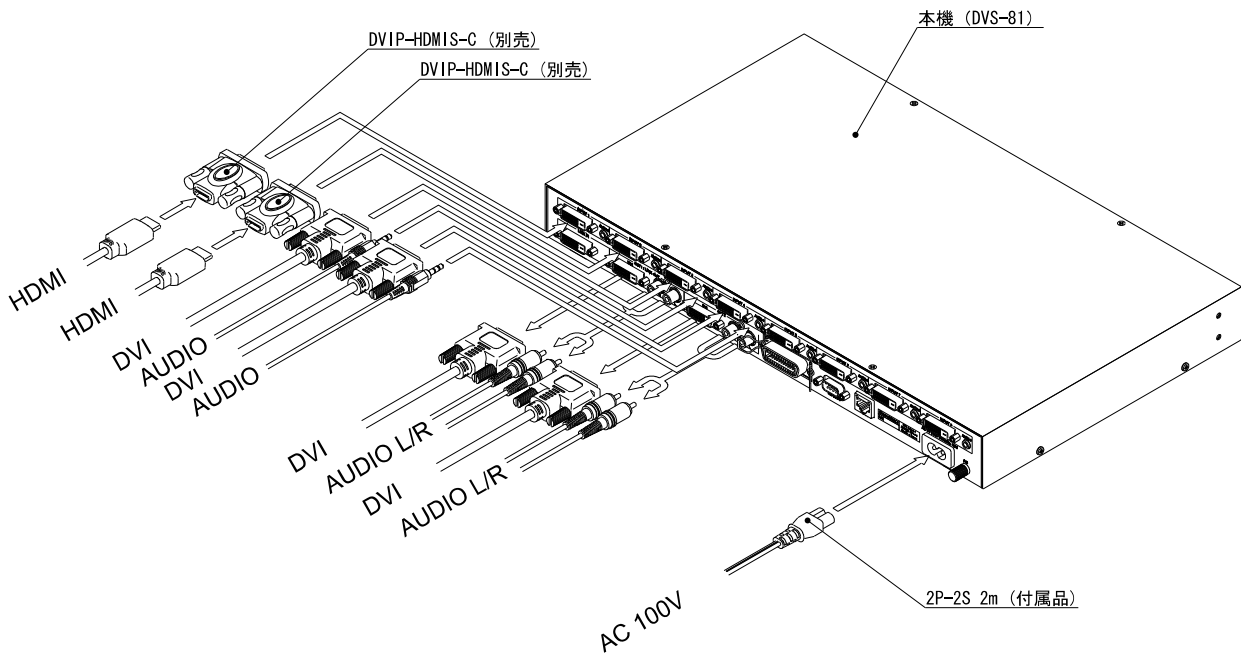 本機 (DVS-81)
DVIP-HDMIS-C (別売)
DVIP-HDMIS-C (別売)
HDMI
HDMI
DVI
AUDIO
DVI
AUDIO
DVI
AUDIO L/R
DVI
AUDIO L/R
AC 100V
2P-2S 2m (付属品)